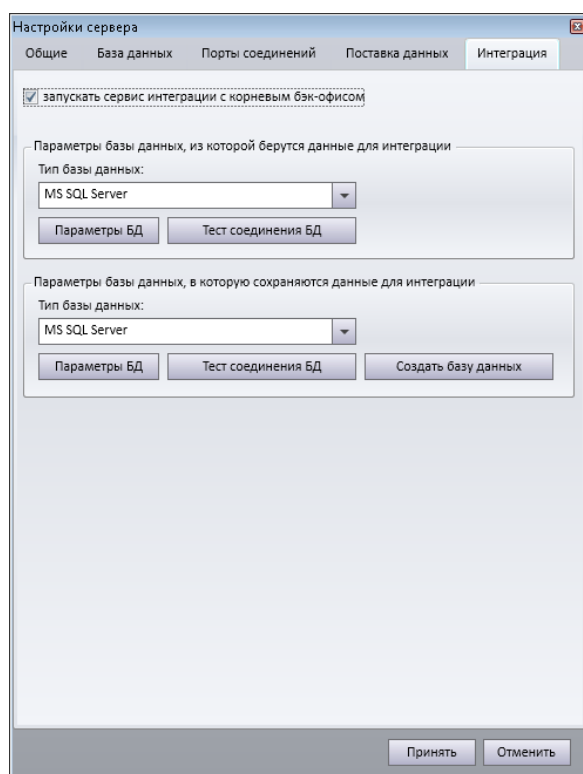 Настройки сервера
Общие База данных Порты соединений Поставка данных Интеграция
запускать сервис интеграции с корневым бэк-офисом
Параметры базы данных, из которой берутся данные для интеграции
Тип базы данных:
MS SQL Server
Параметры БД Тест соединения БД
Параметры базы данных, в которую сохраняются данные для интеграции
Тип базы данных:
MS SQL Server
Параметры БД Тест соединения БД Создать базу данных
Принять Отменить